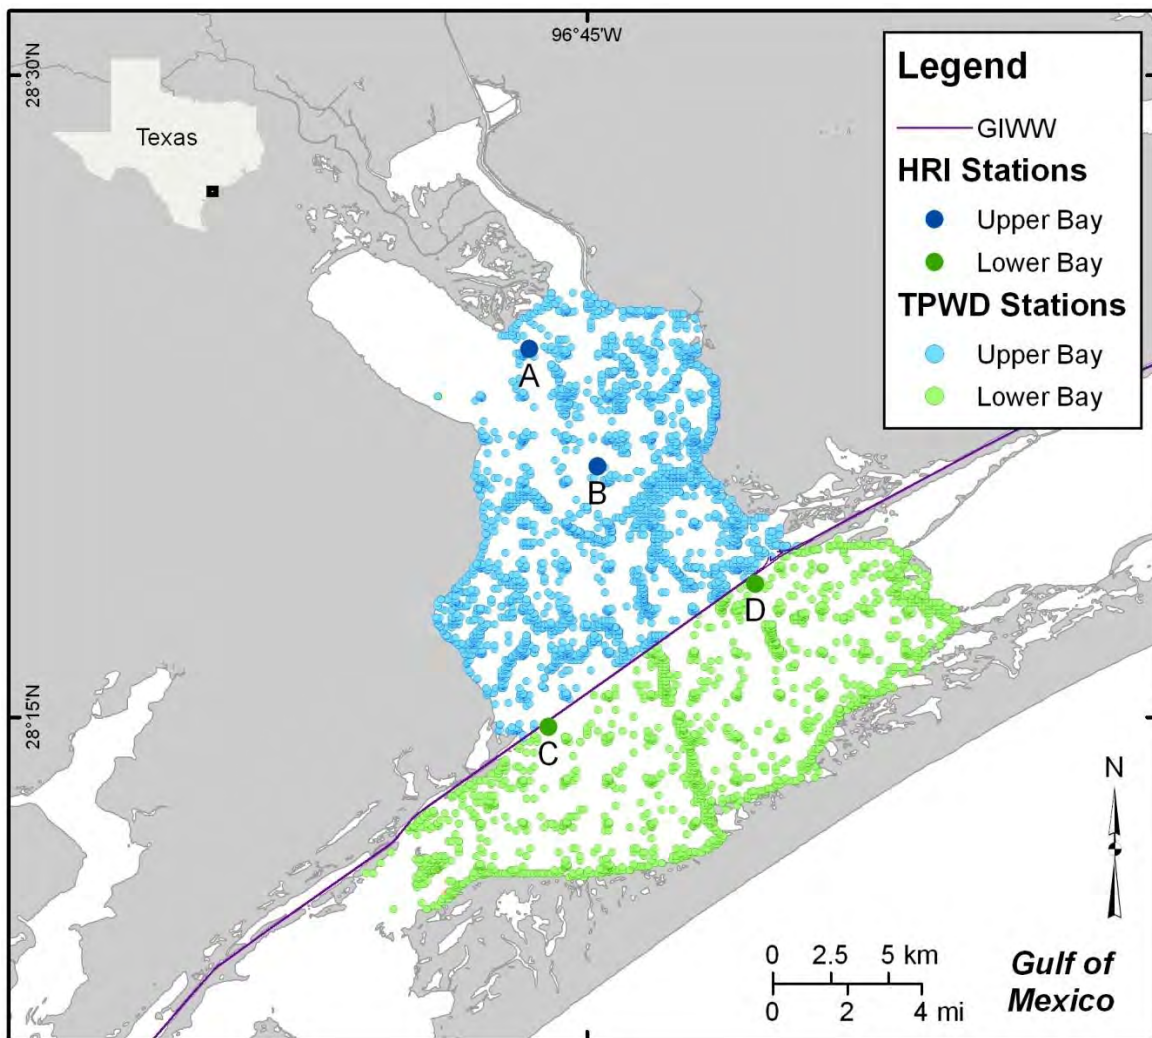 96°45'W
28°30'N
Texas
Legend
GIWW
HRI Stations
Upper Bay
Lower Bay
TPWD Stations
Upper Bay
Lower Bay
A
B
D
C
28°15'N
N
0 2.5 5 km
0 2 4 mi
Gulf of
Mexico